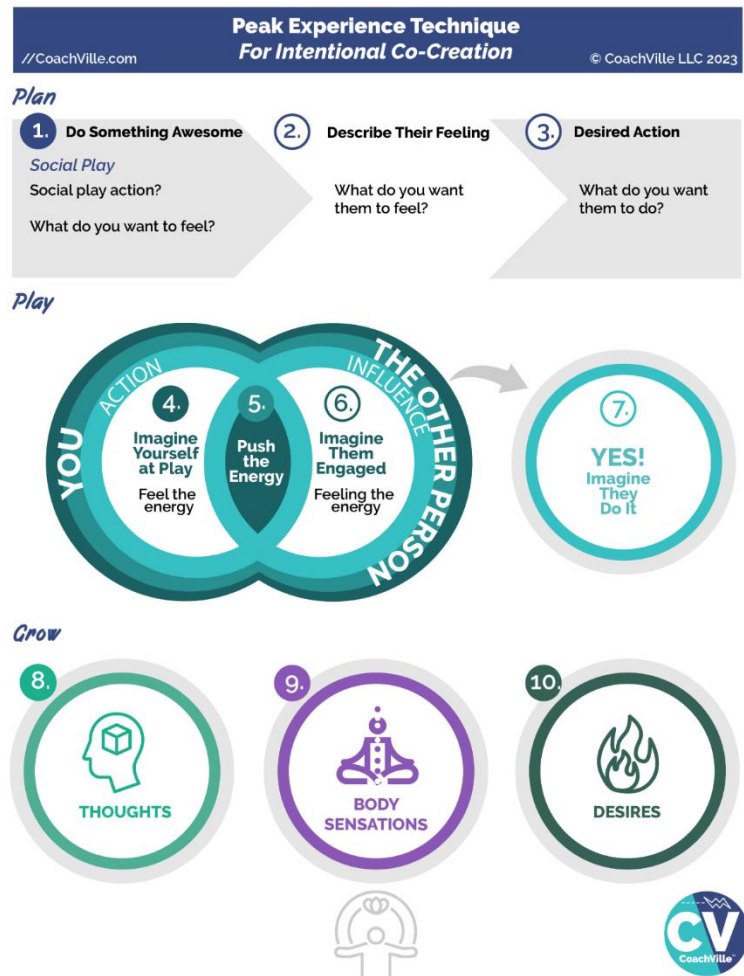 Peak Experience Technique
For Intentional Co-Creation
//CoachVille.com
© CoachVille LLC 2023
Plan
1. Do Something Awesome
Social Play
Social play action?
What do you want to feel?
2. Describe Their Feeling
What do you want
them to feel?
3. Desired Action
What do you want
them to do?
Play
YOU
ACTION
4.
Imagine
Yourself
at Play
Feel the
energy
5.
Push
the
Energy
THE OTHER PERSON
INFLUENCE
6.
Imagine
Them
Engaged
Feeling the
energy
7.
YES!
Imagine
They
Do It
Grow
8.
THOUGHTS
9.
BODY
SENSATIONS
10.
DESIRES
CV
CoachVille™